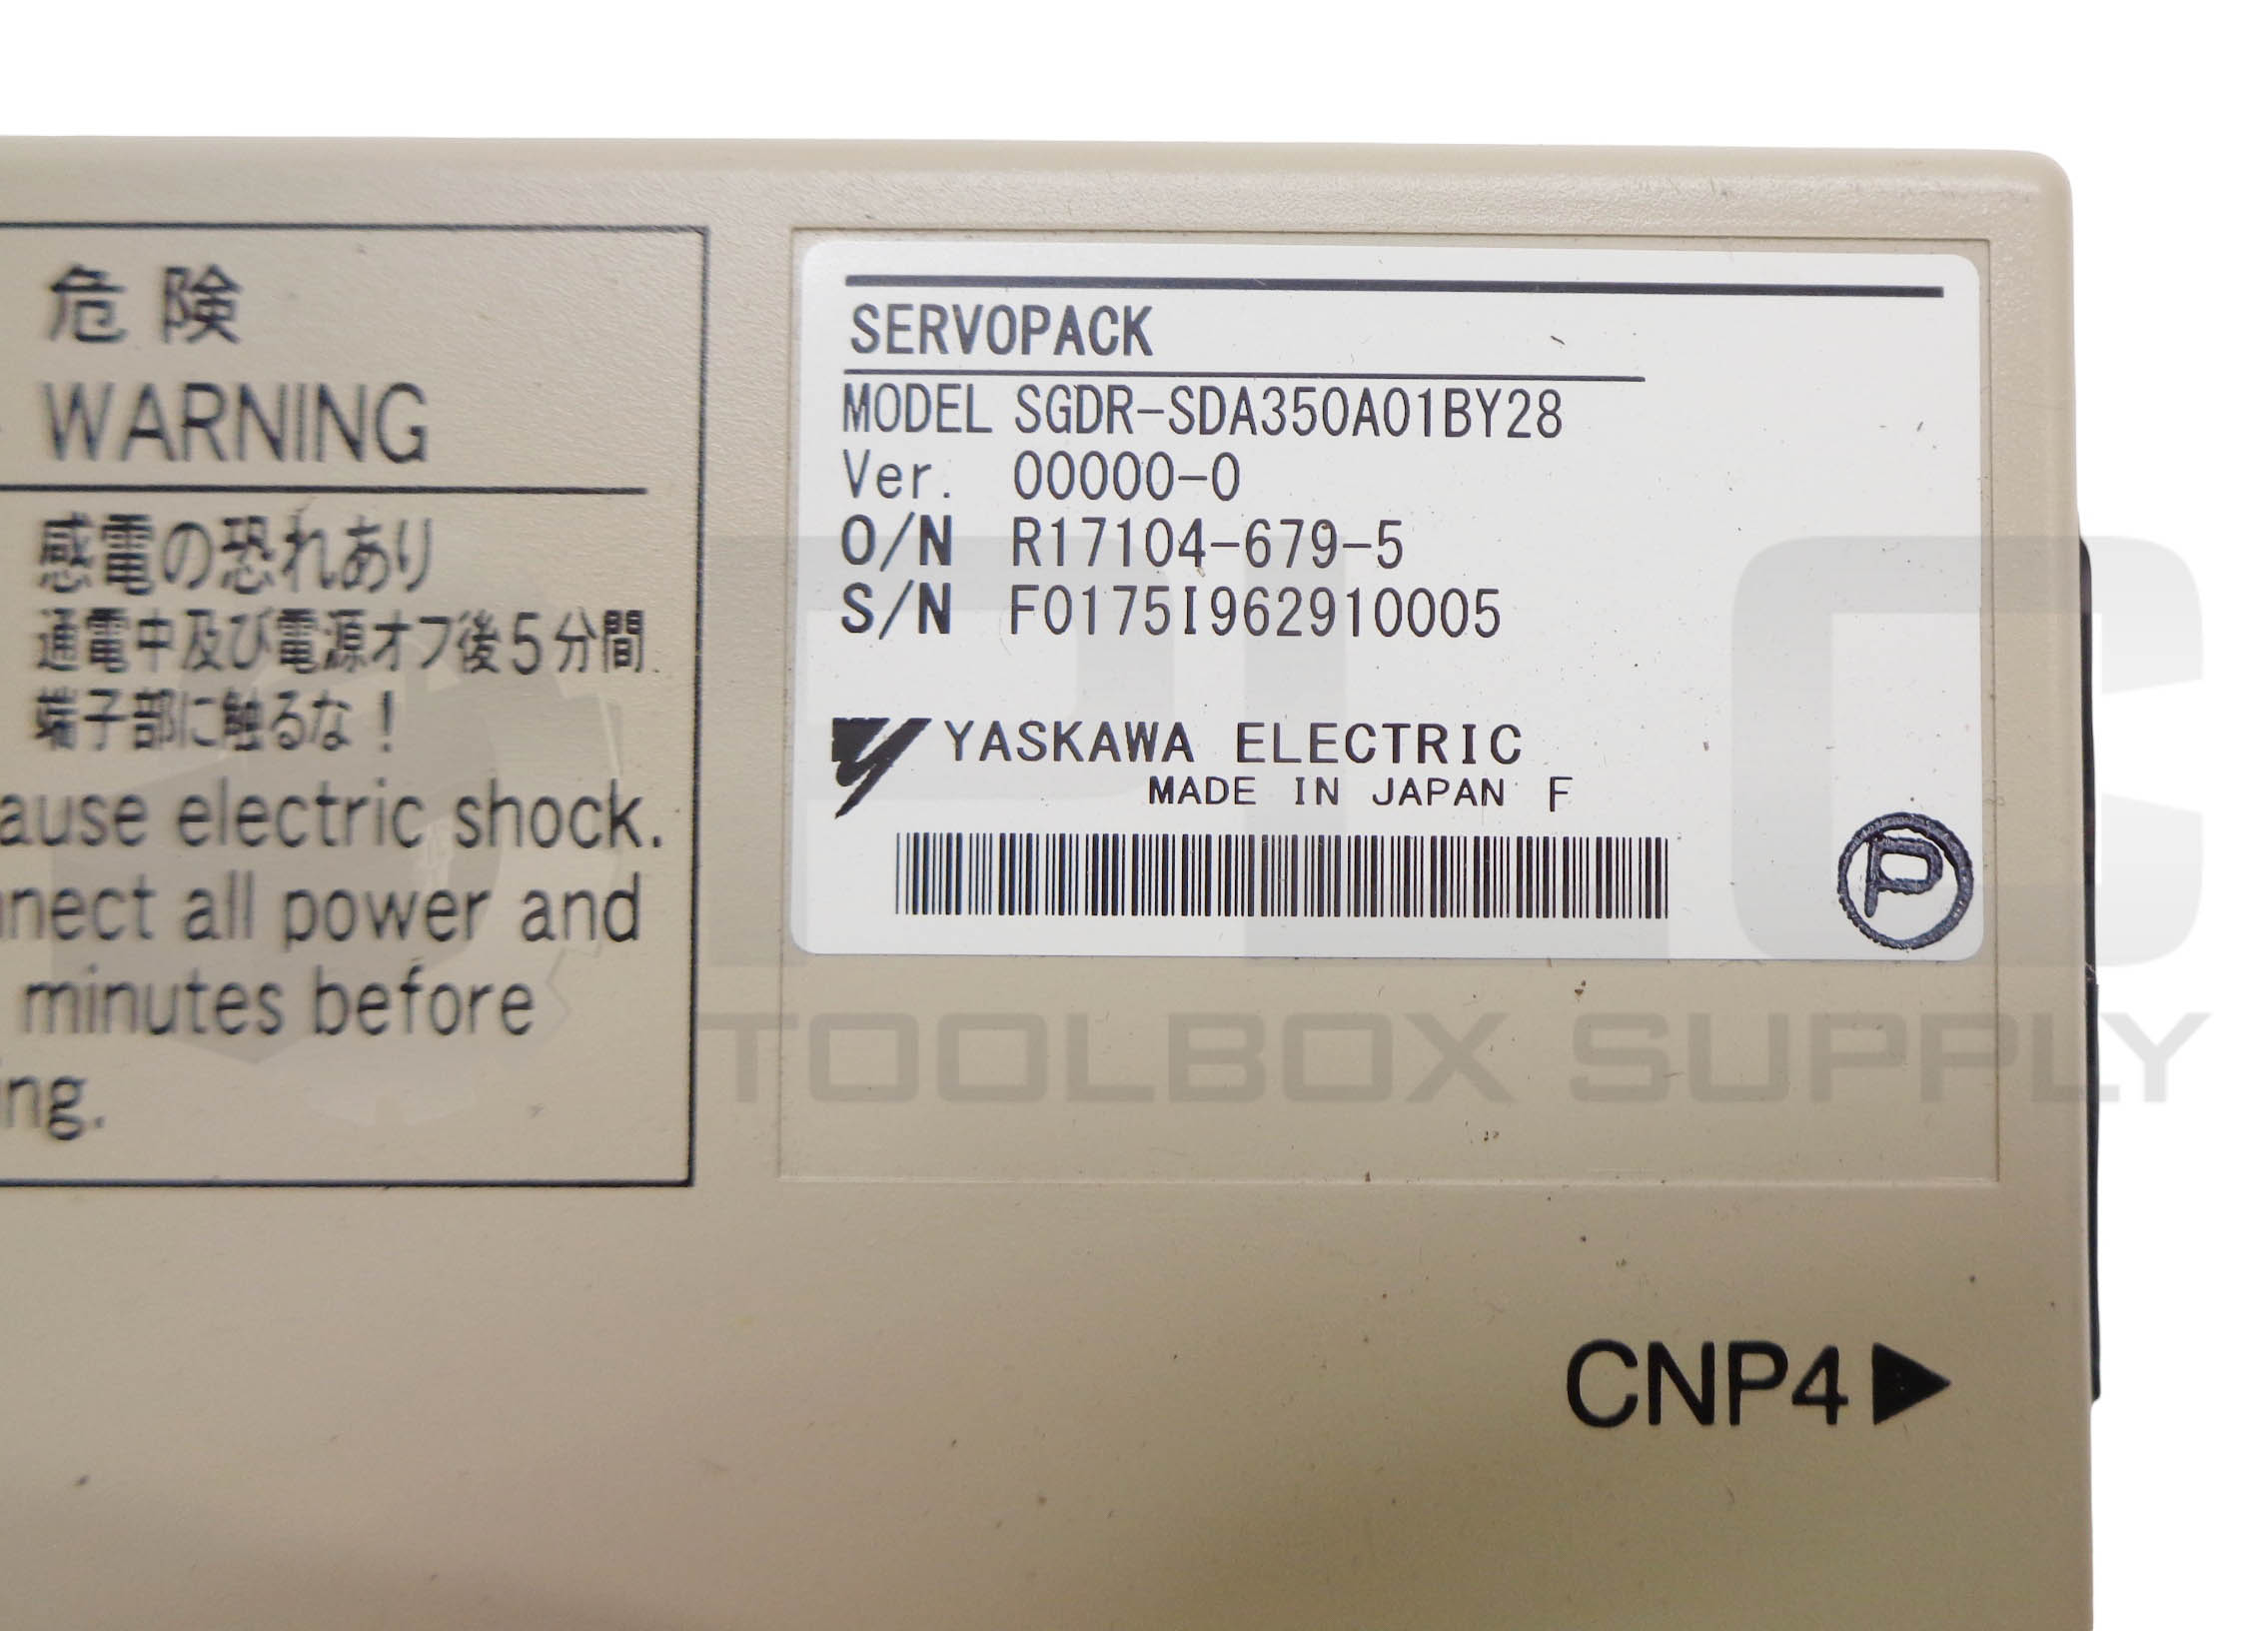 危険
WARNING
感電の恐れあり
通電中及び電源オフ後5分間
端子部に触るな！
ause electric shock.
nnect all power and
minutes before
ing.
SERVOPACK
MODEL SGDR-SDA350A01BY28
Ver. 00000-0
O/N R17104-679-5
S/N F0175I962910005
YASKAWA ELECTRIC
MADE IN JAPAN F
P
PLC
TOOLBOX SUPPLY
CNP4